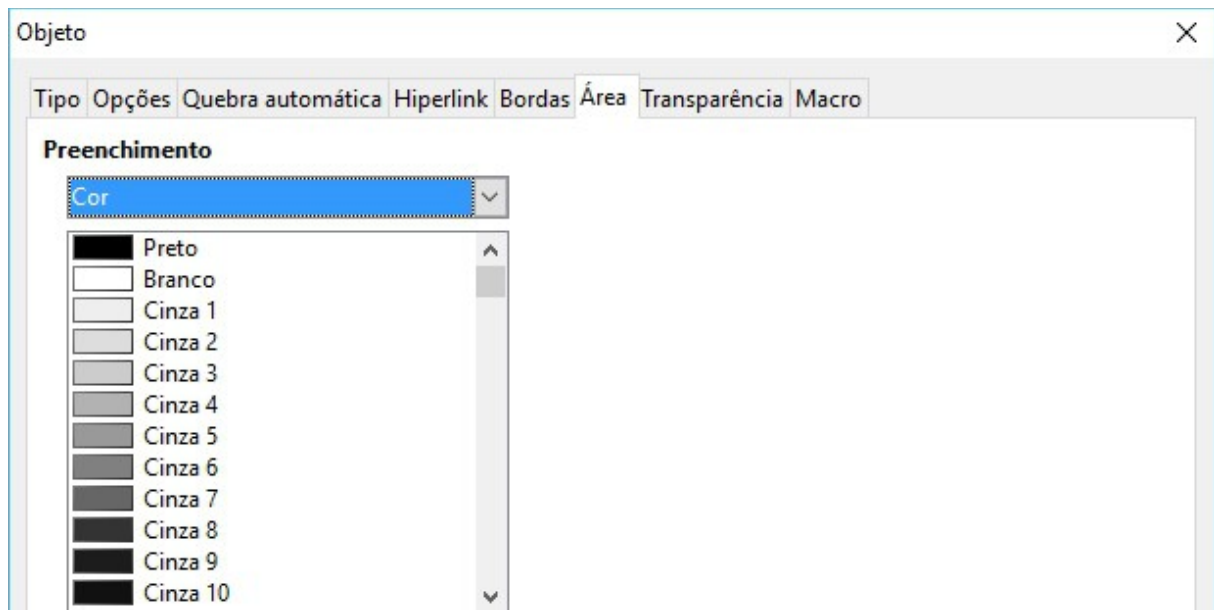 Objeto
Tipo Opções Quebra automática Hiperlink Bordas Área Transparência Macro
Preenchimento
Cor
Preto
Branco
Cinza 1
Cinza 2
Cinza 3
Cinza 4
Cinza 5
Cinza 6
Cinza 7
Cinza 8
Cinza 9
Cinza 10